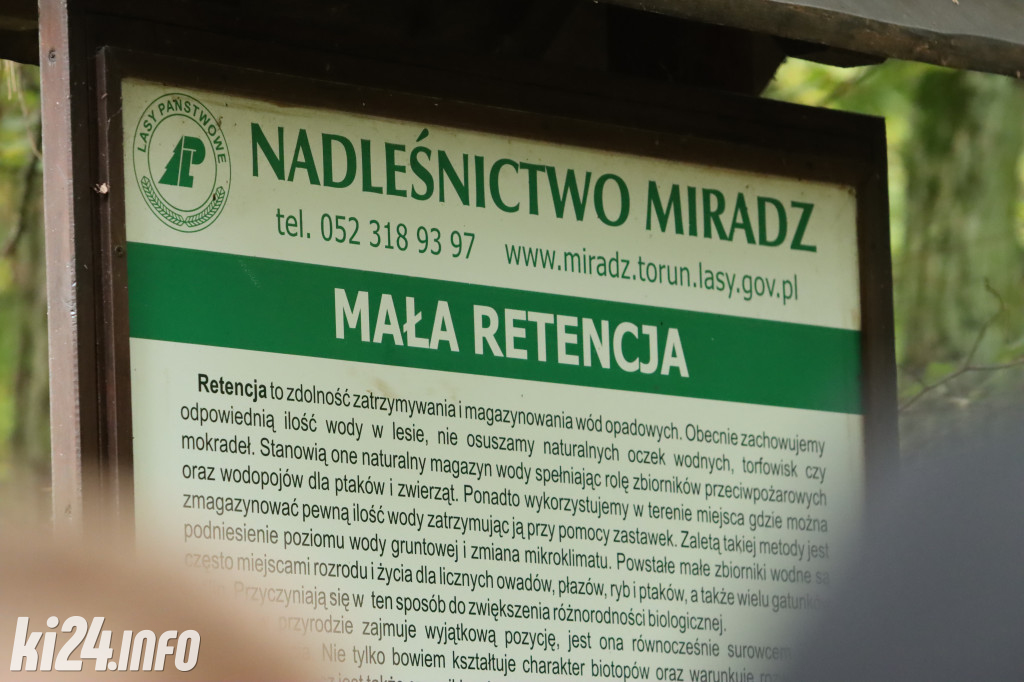 LASY PAŃSTWOWE
LP
NADLEŚNICTWO MIRADZ
tel. 052 318 93 97 www.miradz.torun.lasy.gov.pl
MAŁA RETENCJA
Retencja to zdolność zatrzymywania i magazynowania wód opadowych. Obecnie zachowujemy
odpowiednią ilość wody w lesie, nie osuszamy naturalnych oczek wodnych, torfowisk czy
mokradeł. Stanowią one naturalny magazyn wody spełniając rolę zbiorników przeciwpożarowych
oraz wodopojów dla ptaków i zwierząt. Ponadto wykorzystujemy w terenie miejsca gdzie można
zmagazynować pewną ilość wody zatrzymując ją przy pomocy zastawek. Zaletą takiej metody jest
podniesienie poziomu wody gruntowej i zmiana mikroklimatu. Powstałe małe zbiorniki wodne są
często miejscami rozrodu i życia dla licznych owadów, płazów, ryb i ptaków, a także wielu gatunków
Przyczyniają się w ten sposób do zwiększenia różnorodności biologicznej.
przyrodzie zajmuje wyjątkową pozycję, jest ona równocześnie
Nie tylko bowiem kształtuje charakter biotopów oraz warunkuje
ki24.info